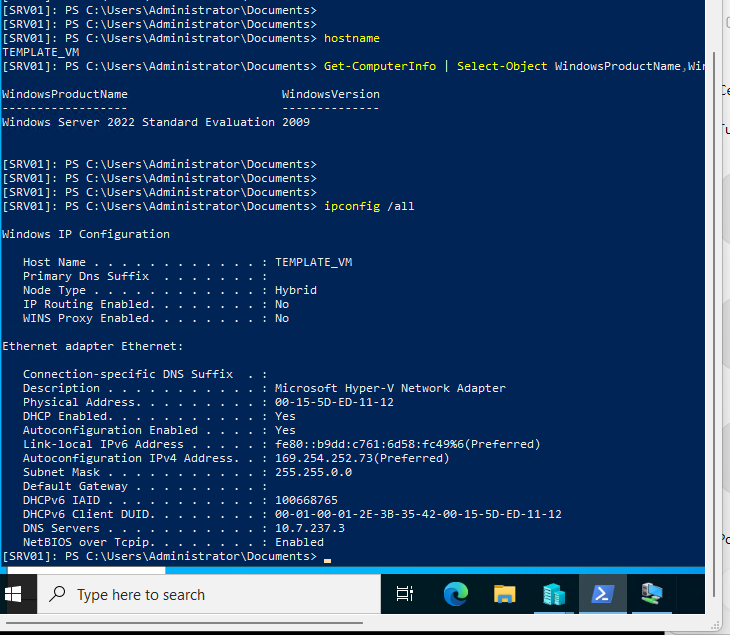 [SRV01]: PS C:\Users\Administrator\Documents>
[SRV01]: PS C:\Users\Administrator\Documents>
[SRV01]: PS C:\Users\Administrator\Documents> hostname
TEMPLATE_VM
[SRV01]: PS C:\Users\Administrator\Documents> Get-ComputerInfo | Select-Object WindowsProductName,Win
WindowsProductName WindowsVersion
------------------ --------------
Windows Server 2022 Standard Evaluation 2009
[SRV01]: PS C:\Users\Administrator\Documents>
[SRV01]: PS C:\Users\Administrator\Documents>
[SRV01]: PS C:\Users\Administrator\Documents>
[SRV01]: PS C:\Users\Administrator\Documents> ipconfig /all
Windows IP Configuration
Host Name . . . . . . . . . . . . : TEMPLATE_VM
Primary Dns Suffix . . . . . . . :
Node Type . . . . . . . . . . . . : Hybrid
IP Routing Enabled. . . . . . . . : No
WINS Proxy Enabled. . . . . . . . : No
Ethernet adapter Ethernet:
Connection-specific DNS Suffix . :
Description . . . . . . . . . . . : Microsoft Hyper-V Network Adapter
Physical Address. . . . . . . . . : 00-15-5D-ED-11-12
DHCP Enabled. . . . . . . . . . . : Yes
Autoconfiguration Enabled . . . . : Yes
Link-local IPv6 Address . . . . . : fe80::b9dd:c761:6d58:fc49%6(Preferred)
Autoconfiguration IPv4 Address. . : 169.254.252.73(Preferred)
Subnet Mask . . . . . . . . . . . : 255.255.0.0
Default Gateway . . . . . . . . . :
DHCPv6 IAID . . . . . . . . . . . : 100668765
DHCPv6 Client DUID. . . . . . . . : 00-01-00-01-2E-3B-35-42-00-15-5D-ED-11-12
DNS Servers . . . . . . . . . . . : 10.7.237.3
NetBIOS over Tcpip. . . . . . . . : Enabled
[SRV01]: PS C:\Users\Administrator\Documents>
Type here to search